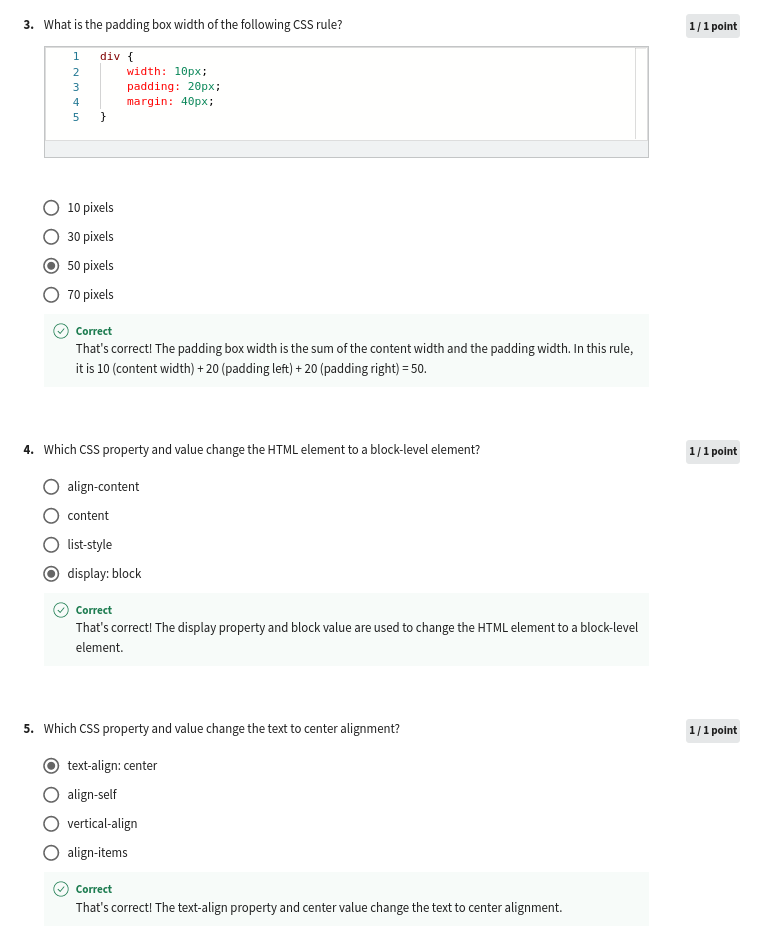 3. What is the padding box width of the following CSS rule?
1 / 1 point
1 div {
2 width: 10px;
3 padding: 20px;
4 margin: 40px;
5 }
10 pixels
30 pixels
50 pixels
70 pixels
Correct
That's correct! The padding box width is the sum of the content width and the padding width. In this rule,
it is 10 (content width) + 20 (padding left) + 20 (padding right) = 50.
4. Which CSS property and value change the HTML element to a block-level element?
1 / 1 point
align-content
content
list-style
display: block
Correct
That's correct! The display property and block value are used to change the HTML element to a block-level
element.
5. Which CSS property and value change the text to center alignment?
1 / 1 point
text-align: center
align-self
vertical-align
align-items
Correct
That's correct! The text-align property and center value change the text to center alignment.